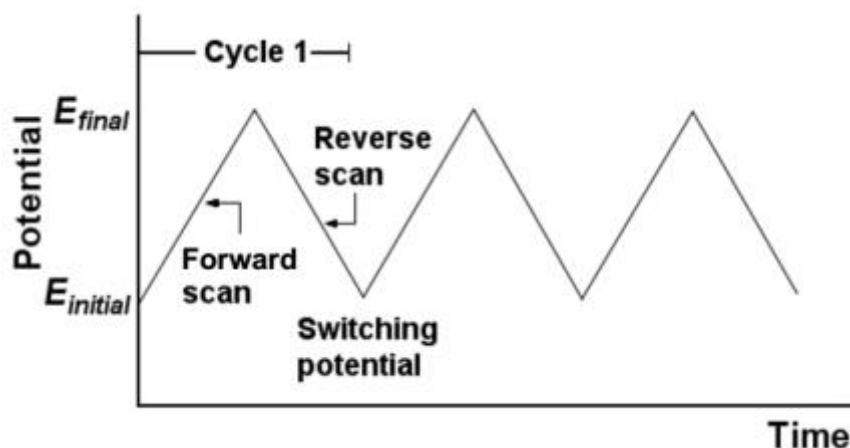 Cycle 1
Potential
E_final
Reverse
scan
Forward
scan
E_initial
Switching
potential
Time